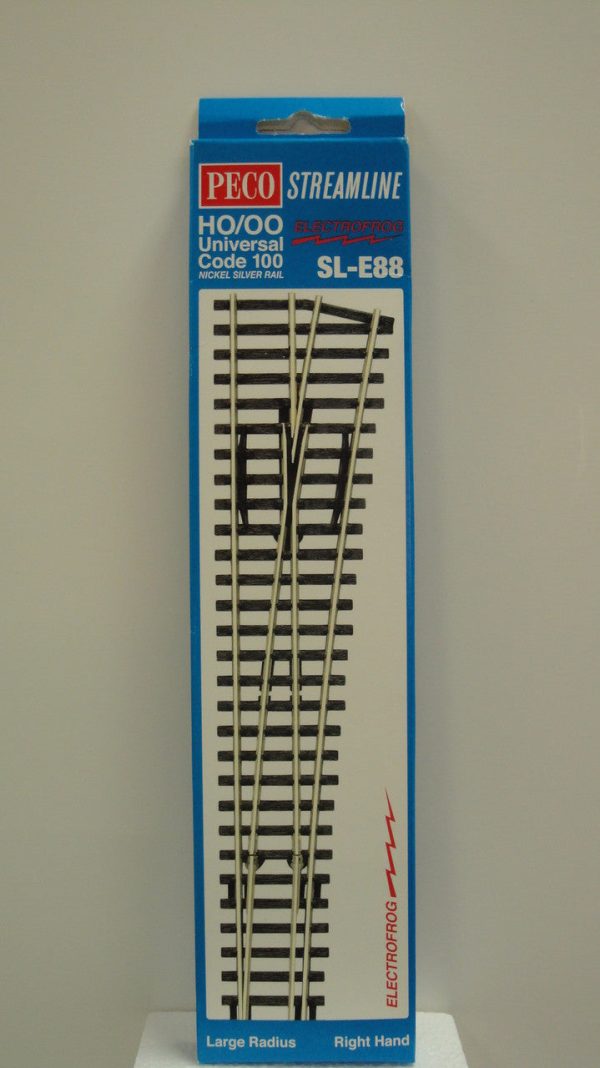 PECO STREAMLINE
HO/OO
Universal
Code 100
NICKEL SILVER RAIL
ELECTROFROG
SL-E88
ELECTROFROG
Large Radius Right Hand